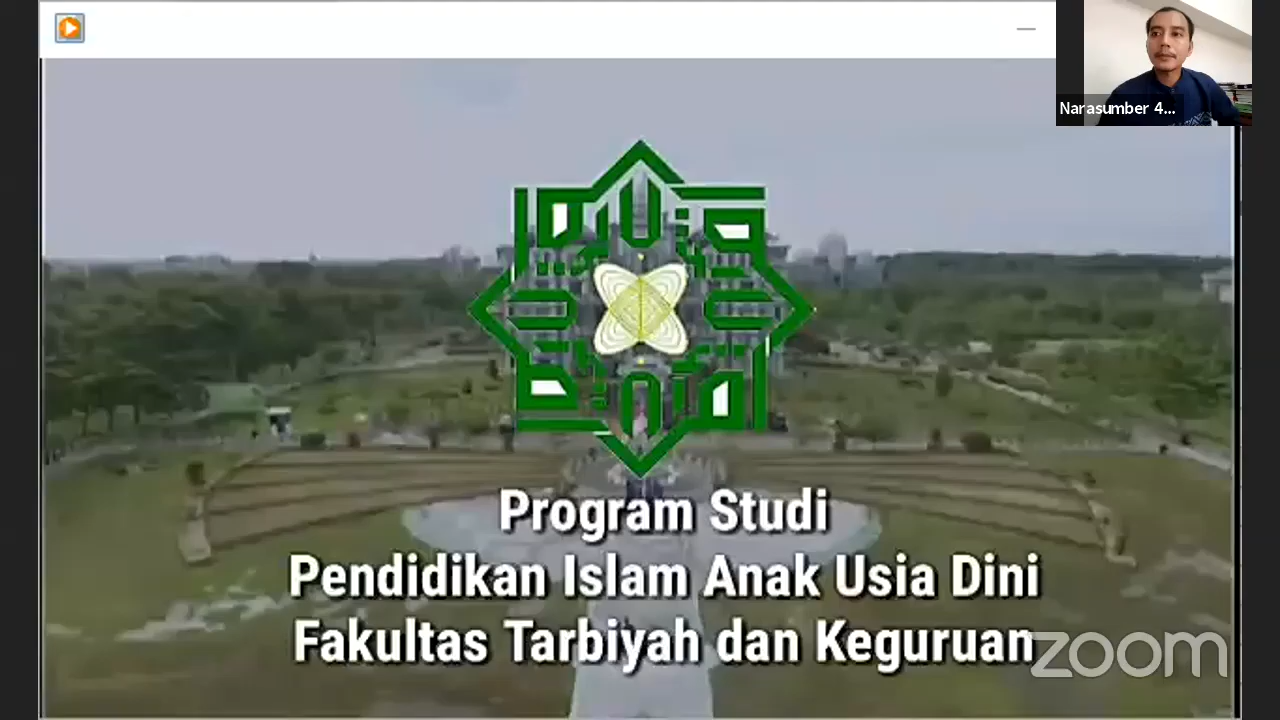 Narasumber 4...
Program Studi
Pendidikan Islam Anak Usia Dini
Fakultas Tarbiyah dan Keguruan
zoom